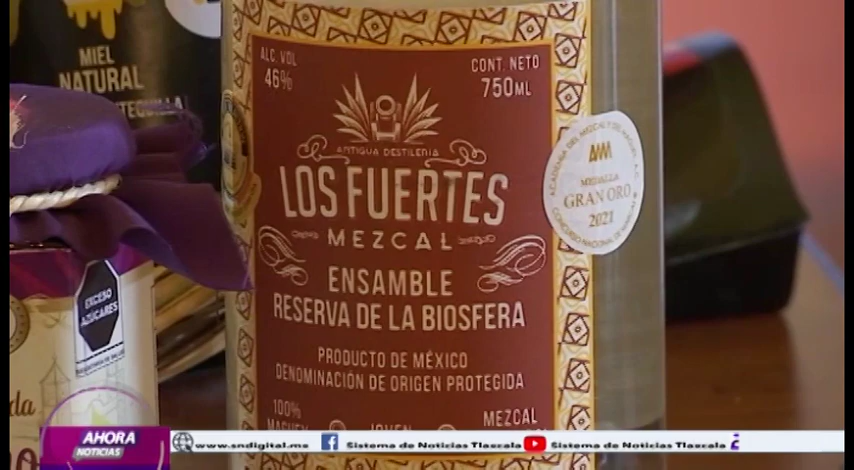 MIEL
NATURAL
TEQUILLA
ALC. VOL
46%
CONT. NETO
750ML
ANTIGUA DESTILERIA
LOS FUERTES
MEZCAL
ENSAMBLE
RESERVA DE LA BIOSFERA
PRODUCTO DE MÉXICO
DENOMINACIÓN DE ORIGEN PROTEGIDA
100%
MAGUEY
JOVEN
MEZCAL
MEDALLA
GRAN ORO
2021
EXCESO
AZÚCARES
da
AHORA
NOTICIAS
www.sndigital.mx
Sistema de Noticias Tlaxcala
Sistema de Noticias Tlaxcala